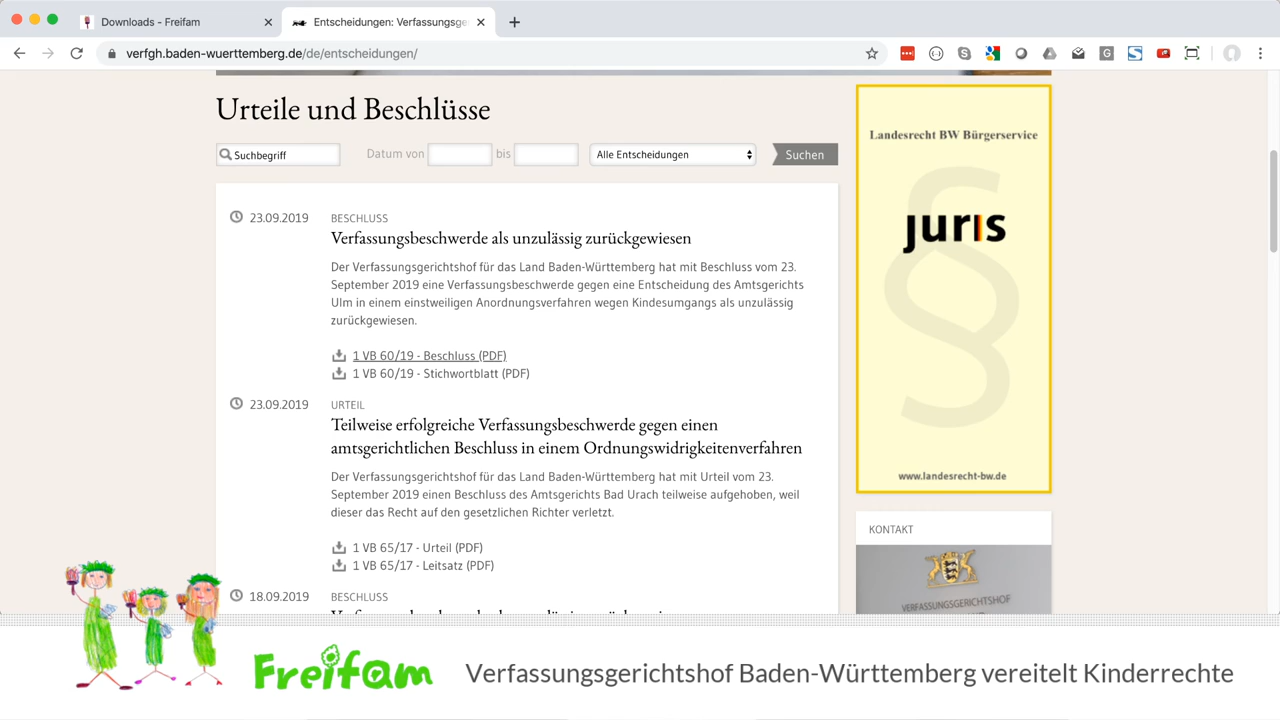 Downloads - Freifam
Entscheidungen: Verfassungsge
verfgh.baden-wuerttemberg.de/de/entscheidungen/
Urteile und Beschlüsse
Suchbegriff
Datum von
bis
Alle Entscheidungen
Suchen
23.09.2019
BESCHLUSS
Verfassungsbeschwerde als unzulässig zurückgewiesen
Der Verfassungsgerichtshof für das Land Baden-Württemberg hat mit Beschluss vom 23.
September 2019 eine Verfassungsbeschwerde gegen eine Entscheidung des Amtsgerichts
Ulm in einem einstweiligen Anordnungsverfahren wegen Kindesumgangs als unzulässig
zurückgewiesen.
1 VB 60/19 - Beschluss (PDF)
1 VB 60/19 - Stichwortblatt (PDF)
23.09.2019
URTEIL
Teilweise erfolgreiche Verfassungsbeschwerde gegen einen
amtsgerichtlichen Beschluss in einem Ordnungswidrigkeitenverfahren
Der Verfassungsgerichtshof für das Land Baden-Württemberg hat mit Urteil vom 23.
September 2019 einen Beschluss des Amtsgerichts Bad Urach teilweise aufgehoben, weil
dieser das Recht auf den gesetzlichen Richter verletzt.
1 VB 65/17 - Urteil (PDF)
1 VB 65/17 - Leitsatz (PDF)
18.09.2019
BESCHLUSS
Landesrecht BW Bürgerservice
juris
§
www.landesrecht-bw.de
KONTAKT
VERFASSUNGSGERICHTSHOF
Freifam
Verfassungsgerichtshof Baden-Württemberg vereitelt Kinderrechte